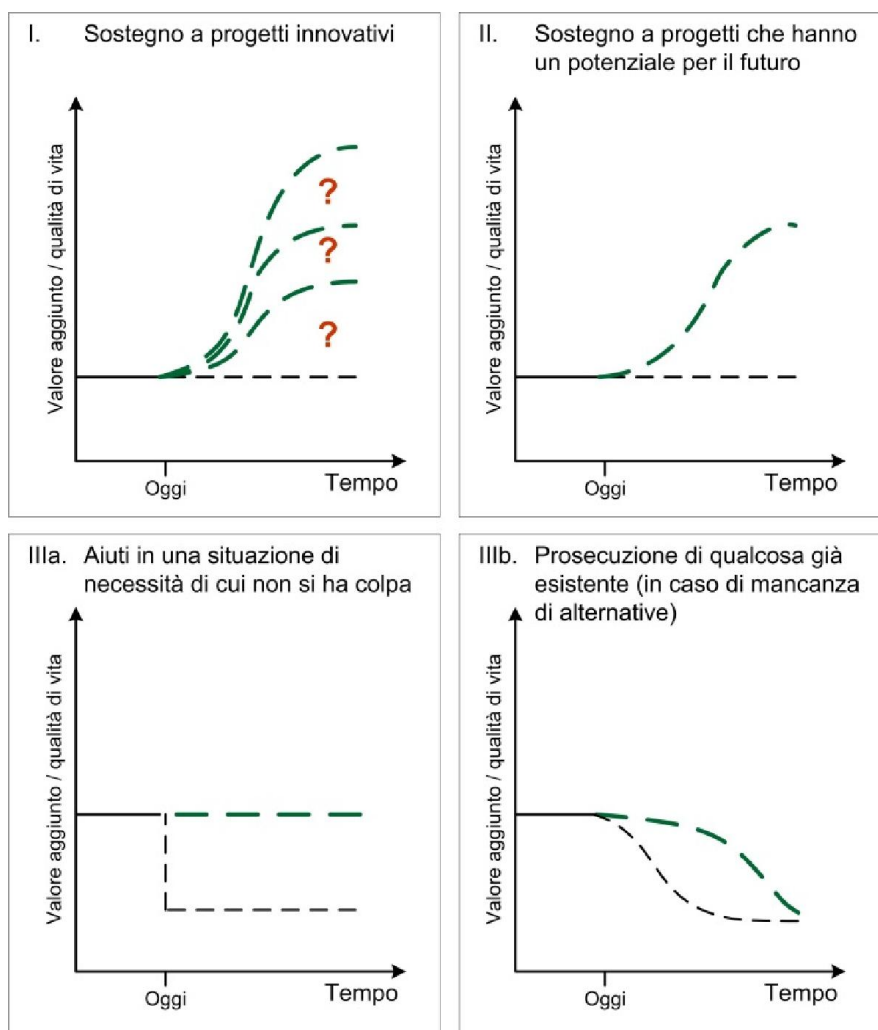 I. Sostegno a progetti innovativi
Valore aggiunto / qualità di vita
?
?
?
Oggi
Tempo
II. Sostegno a progetti che hanno
un potenziale per il futuro
Valore aggiunto / qualità di vita
Oggi
Tempo
IIIa. Aiuti in una situazione di
necessità di cui non si ha colpa
Valore aggiunto / qualità di vita
Oggi
Tempo
IIIb. Prosecuzione di qualcosa già
esistente (in caso di mancanza
di alternative)
Valore aggiunto / qualità di vita
Oggi
Tempo